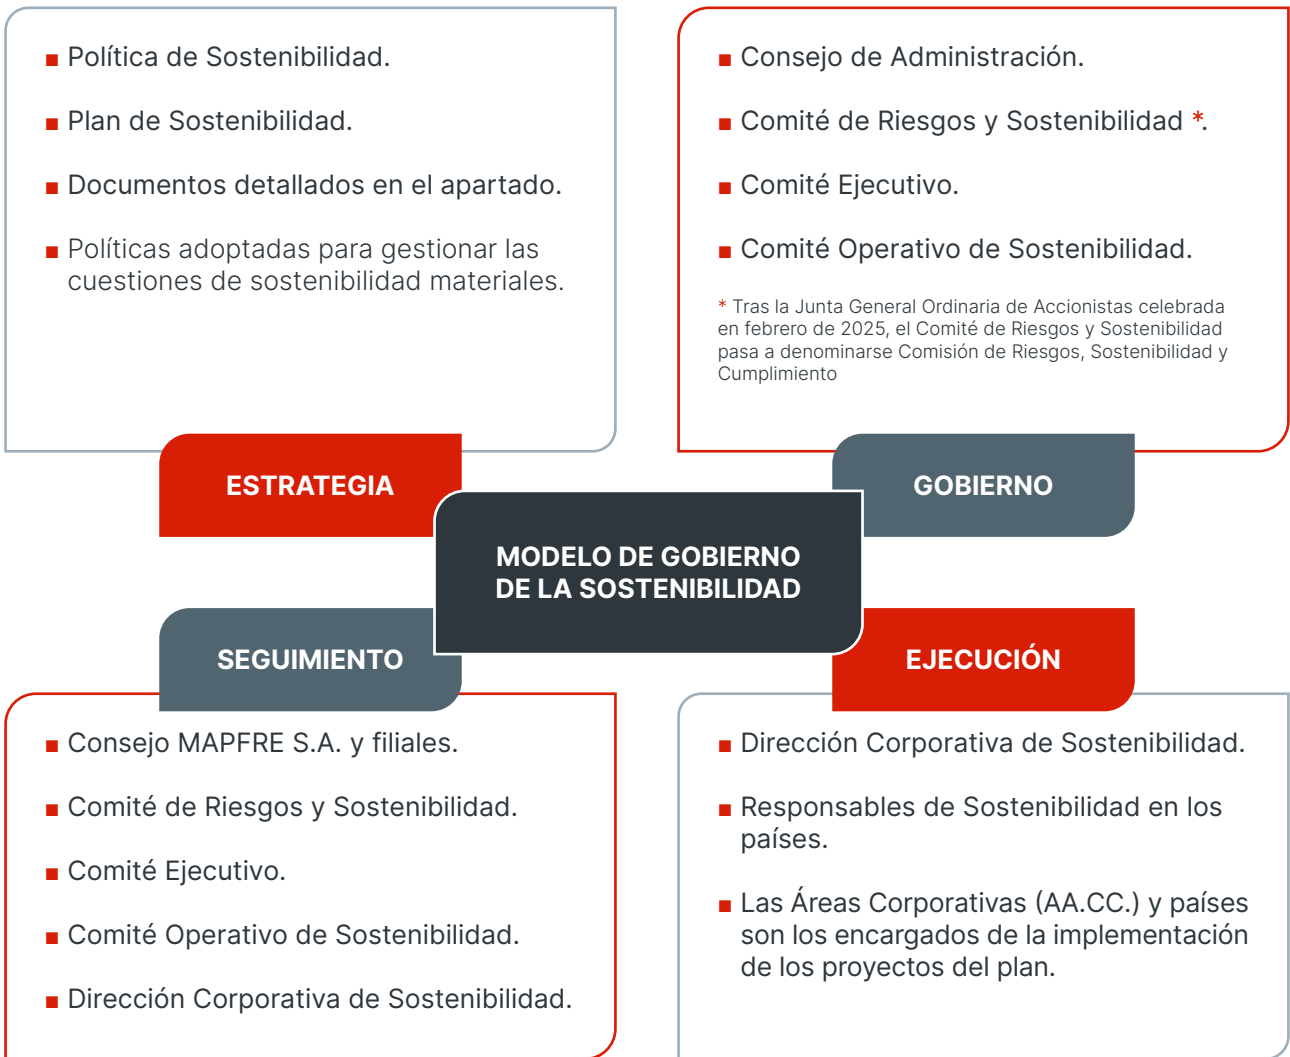 ■ Política de Sostenibilidad.
■ Plan de Sostenibilidad.
■ Documentos detallados en el apartado.
■ Políticas adoptadas para gestionar las
cuestiones de sostenibilidad materiales.
■ Consejo de Administración.
■ Comité de Riesgos y Sostenibilidad *.
■ Comité Ejecutivo.
■ Comité Operativo de Sostenibilidad.
* Tras la Junta General Ordinaria de Accionistas celebrada
en febrero de 2025, el Comité de Riesgos y Sostenibilidad
pasa a denominarse Comisión de Riesgos, Sostenibilidad y
Cumplimiento
ESTRATEGIA
GOBIERNO
MODELO DE GOBIERNO
DE LA SOSTENIBILIDAD
SEGUIMIENTO
EJECUCIÓN
■ Consejo MAPFRE S.A. y filiales.
■ Comité de Riesgos y Sostenibilidad.
■ Comité Ejecutivo.
■ Comité Operativo de Sostenibilidad.
■ Dirección Corporativa de Sostenibilidad.
■ Dirección Corporativa de Sostenibilidad.
■ Responsables de Sostenibilidad en los
países.
■ Las Áreas Corporativas (AA.CC.) y países
son los encargados de la implementación
de los proyectos del plan.